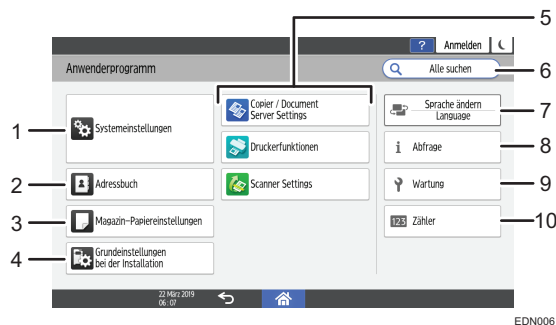 5
? Anmelden
Anwenderprogramm
Alle suchen
6
1
Systemeinstellungen
Copier / Document
Server Settings
Sprache ändern
Language
7
Druckerfunktionen
i Abfrage
8
2
Adressbuch
Scanner Settings
Wartung
9
3
Magazin-Papiereinstellungen
123 Zähler
10
4
Grundeinstellungen
bei der Installation
22 März 2019
06:07
EDN006